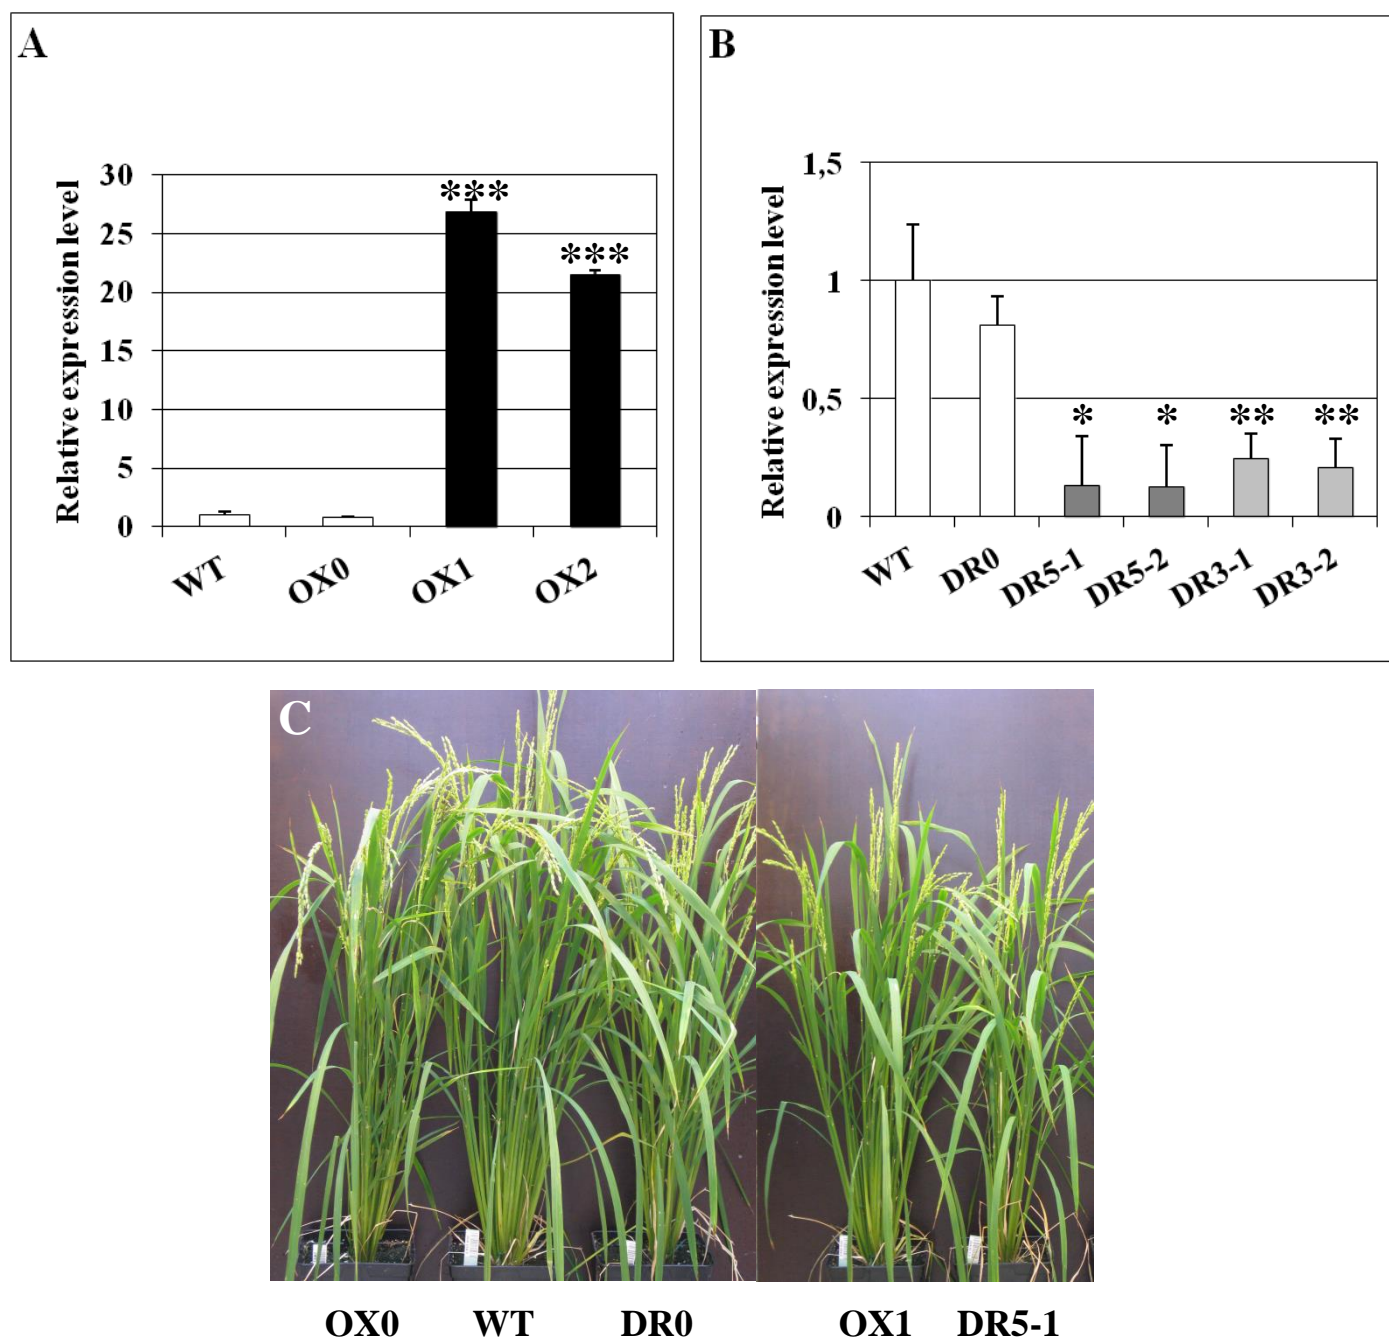 A
Relative expression level
30
25
20
15
10
5
0
***
***
WT OX0 OX1 OX2
B
Relative expression level
1,5
1
0,5
0
* * ** **
WT DR0 DR5-1 DR5-2 DR3-1 DR3-2
C
OX0 WT DR0 OX1 DR5-1